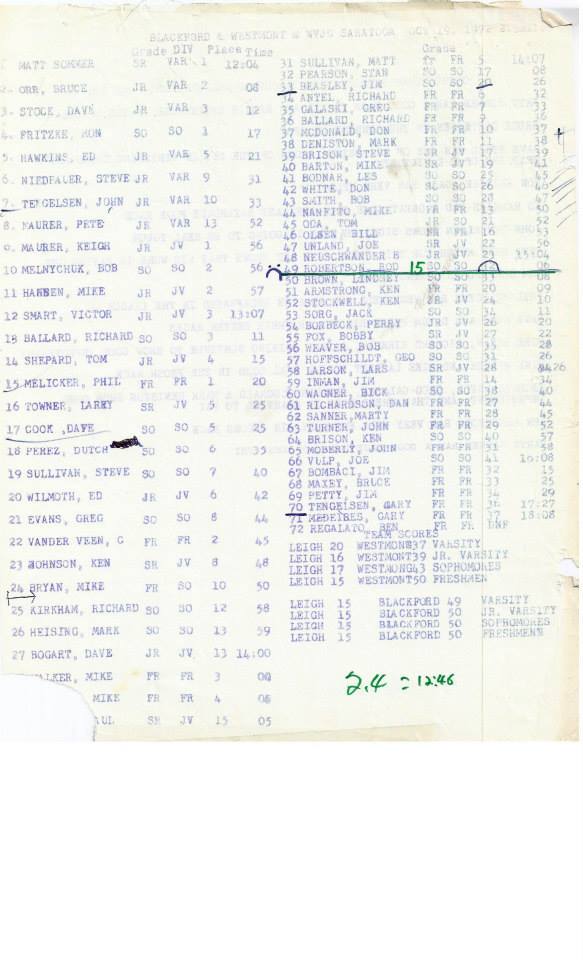 BLACKFORD & WESTMONT @ WVJC SARATOGA OCT 19, 1972
Grade DIV Place Time
1 MATT SOMMER SR VAR 1 12:04
2. ORR, BRUCE JR VAR 2 08
3. STOCK, DAVE JR VAR 3 12
4. FRITZKE, RON SO SO 1 17
5. HAWKINS, ED JR VAR 5 21
6. NIEDPAUER, STEVE JR VAR 9 31
7. TENGELSEN, JOHN JR VAR 10 33
8. MAURER, PETE JR VAR 13 52
9. MAURER, KEIGH JR JV 1 56
10 MELNYCHUK, BOB SO SO 2 56
11 HANSEN, MIKE JR JV 2 57
12 SMART, VICTOR JR JV 3 13:07
13 BALLARD, RICHARD SO SO 3 11
14 SHEPARD, TOM JR JV 4 15
15 MELICKER, PHIL FR FR 1 20
16 TOWNER, LARRY SR JV 5 25
17 COOK ,DAVE SO SO 5 25
18 PEREZ, DUTCH SO SO 6 35
19 SULLIVAN, STEVE SO SO 7 40
20 WILMOTH, ED JR JV 6 42
21 EVANS, GREG SO SO 8 44
22 VANDER VEEN, G FR FR 2 45
23 JOHNSON, KEN SR JV 8 48
24 BRYAN, MIKE FR SO 10 50
25 KIRKHAM, RICHARD SO SO 12 58
26 HEISING, MARK SO SO 13 59
27 BOGART, DAVE JR JV 13 14:00
ALKER, MIKE FR FR 3 00
MIKE FR FR 4 06
AUL SR JV 15 05
Grade
31 SULLIVAN, MATT fr FR 5 14:07
32 PEARSON, STAN SO SO 17 08
33 BEASLEY, JIM SO SO 20 26
34 ANTEL, RICHARD FR FR 6 32
35 GALASKI, GREG FR FR 7 33
36 BALLARD, RICHARD FR FR 9 36
37 MCDONALD, DON FR FR 10 37
38 DENISTON, MARK FR FR 11 38
39 BRISON, STEVE JR JV 17 39
40 BARTON, MIKE SR JV 19 41
41 BODNAR, LES SO SO 25 45
42 WHITE, DON SO SO 26 46
43 SMITH, BOB SO SO 28 47
44 NANFITO, MIKE FR FR 13 50
45 ODA, TOM JR JV 21 52
46 OLSEN, BILL FR FR 16 53
47 UNLAND, JOE SR JV 22 56
48 NEUSCHWANDER B JR JV 23 15:04
49 ROBERTSON, ROD 15 SO SO 06
50 BROWN, LINDSEY
51 ARMSTRONG, KEN FR FR 20 09
52 STOCKWELL, KEN JR JV 24 10
53 SORG, JACK SO SO 34 11
54 BORBECK, PERRY JR JV 26 20
55 FOX, BOBBY SR JV 27
56 WEAVER, BOB SO SO 35 28
57 HOFFSCHILDT, GEO SO SO 31 26
58 LARSON, LARS SR JV 28
59 INMAN, JIM FR FR 14 34
60 WAGNER, BICK SO SO 38 40
61 RICHARDSON, DAN FR FR 27 44
62 SANNER,MARTY FR FR 28 45
63 TURNER, JOHN FR FR 29 52
64 BRISON, KEN SO SO 40 57
65 MOBERLY, JOHN FR FR 31 58
66 VULP, JOE SO SO 41 16:08
67 BOMBACI, JIM FR FR 32 15
68 MAXEY, BRUCE FR FR 33 25
69 PETTY, JIM FR FR 34 29
70 TENGELSEN, GARY FR FR 36 17:27
71 MEDEIRES, GARY FR FR 37 18:08
72 REGALATO, BEN FR FR DNF
TEAM SCORES
LEIGH 20 WESTMONT37 VARSITY
LEIGH 16 WESTMONT39 JR. VARSITY
LEIGH 17 WESTMONT43 SOPHOMORES
LEIGH 15 WESTMONT50 FRESHMEN
LEIGH 15 BLACKFORD 49 VARSITY
LEIGH 15 BLACKFORD 50 JR. VARSITY
LEIGH 15 BLACKFORD 50 SOPHOMORES
LEIGH 15 BLACKFORD 50 FRESHMENN
2.4 = 12:46